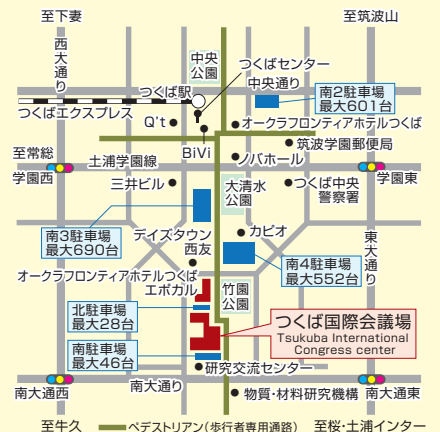 至下妻
至筑波山
西大通り
中央
公園
つくばセンター
中央通り
つくば駅
南2駐車場
最大601台
つくばエクスプレス
Q't
オークラフロンティアホテルつくば
BiVi
筑波学園郵便局
至常総
土浦学園線
ノバホール
学園西
学園東
三井ビル
大清水
公園
つくば中央
警察署
南3駐車場
最大690台
デイズタウン
西友
カピオ
東大通り
南4駐車場
最大552台
オークラフロンティアホテルつくば
エポカル
竹園
公園
北駐車場
最大28台
つくば国際会議場
Tsukuba International
Congress center
南駐車場
最大46台
研究交流センター
南大通西
南大通り
南大通東
物質・材料研究機構
至牛久
ペデストリアン(歩行者専用通路)
至桜・土浦インター